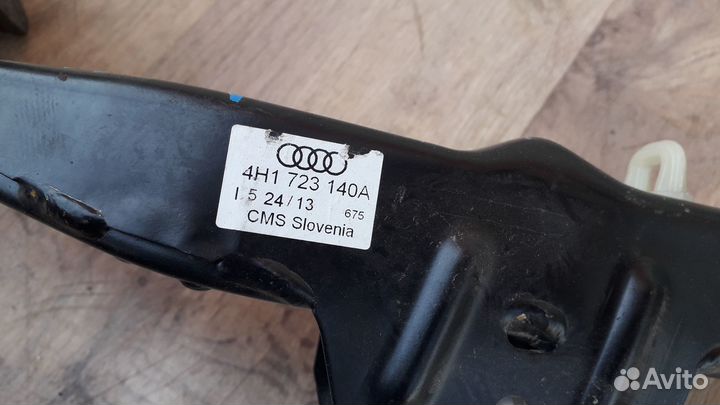 4H1 723 140A
I.5 24/13 675
CMS Slovenia
Avito